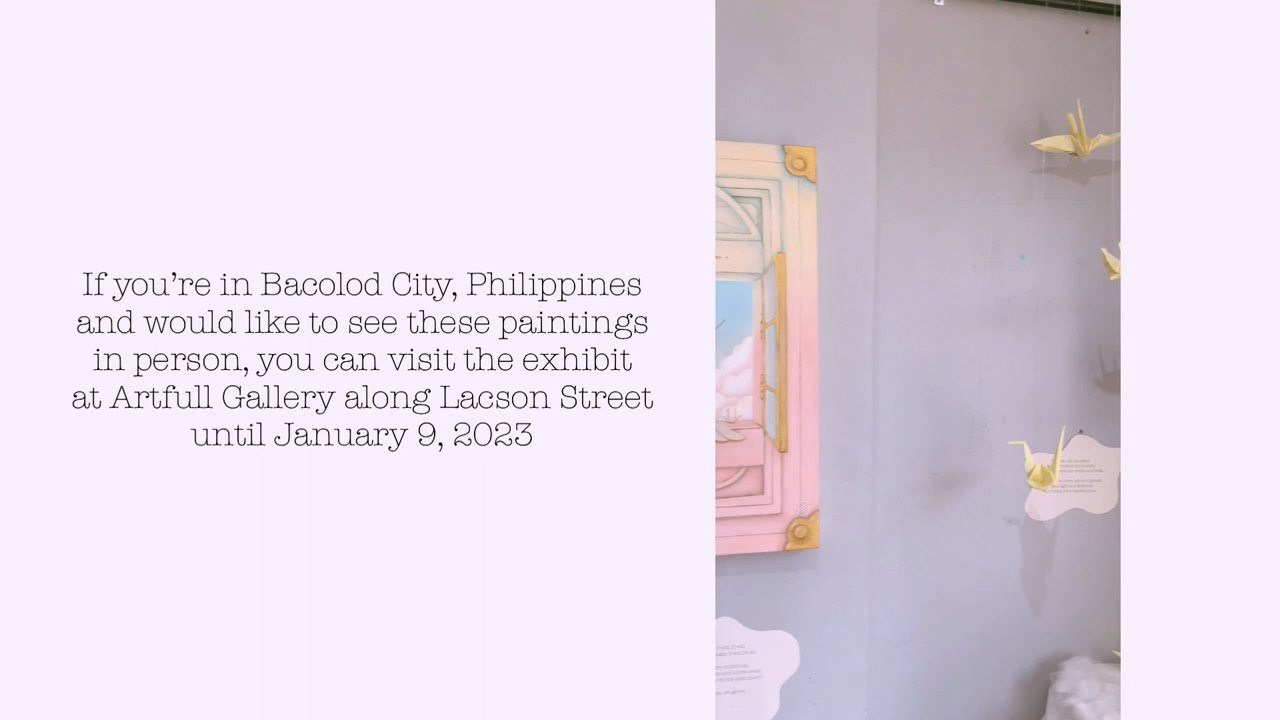 If you’re in Bacolod City, Philippines
and would like to see these paintings
in person, you can visit the exhibit
at Artfull Gallery along Lacson Street
until January 9, 2023